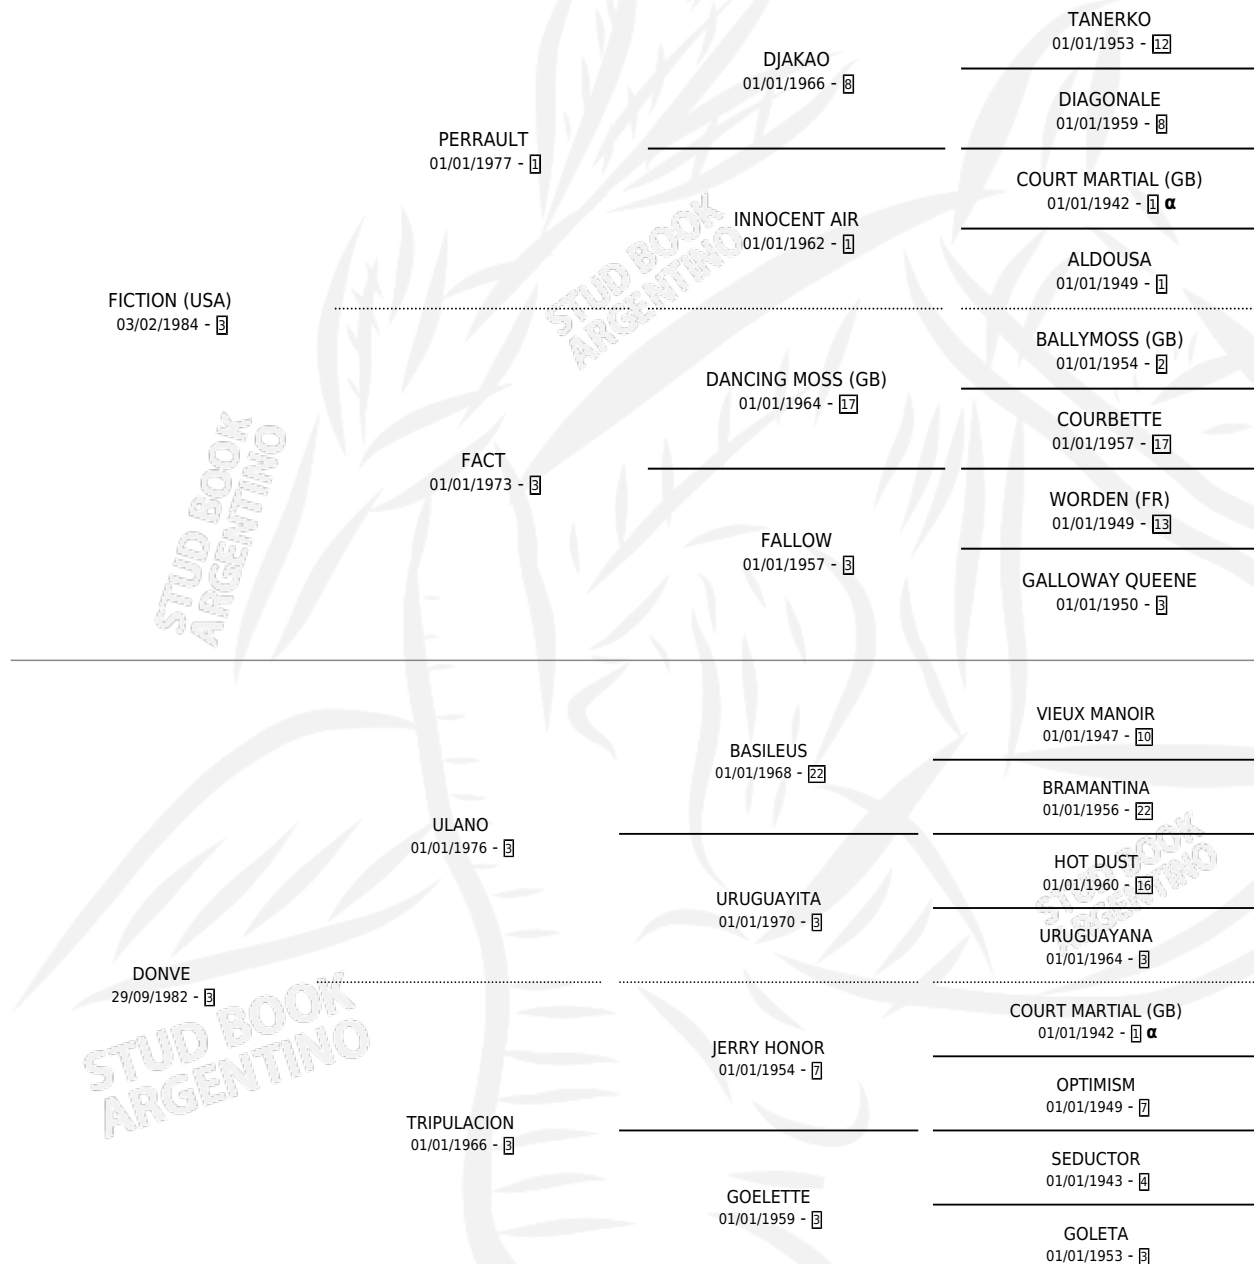 TANERKO
01/01/1953 - 12
DJAKAO
01/01/1966 - 8
DIAGONALE
01/01/1959 - 8
PERRAULT
01/01/1977 - 1
COURT MARTIAL (GB)
01/01/1942 - 1 α
INNOCENT AIR
01/01/1962 - 1
ALDOUSA
01/01/1949 - 1
FICTION (USA)
03/02/1984 - 3
BALLYMOSS (GB)
01/01/1954 - 2
DANCING MOSS (GB)
01/01/1964 - 17
COURBETTE
01/01/1957 - 17
FACT
01/01/1973 - 3
WORDEN (FR)
01/01/1949 - 13
FALLOW
01/01/1957 - 3
GALLOWAY QUEENE
01/01/1950 - 3
VIEUX MANOIR
01/01/1947 - 10
BASILEUS
01/01/1968 - 22
BRAMANTINA
01/01/1956 - 22
ULANO
01/01/1976 - 3
HOT DUST
01/01/1960 - 16
URUGUAYITA
01/01/1970 - 3
URUGUAYANA
01/01/1964 - 3
DONVE
29/09/1982 - 3
COURT MARTIAL (GB)
01/01/1942 - 1 α
JERRY HONOR
01/01/1954 - 7
OPTIMISM
01/01/1949 - 7
TRIPULACION
01/01/1966 - 3
SEDUCTOR
01/01/1943 - 4
GOELETTE
01/01/1959 - 3
GOLETA
01/01/1953 - 3
STUD BOOK
ARGENTINO
STUD BOOK
ARGENTINO
STUD BOOK
ARGENTINO
STUD BOOK
ARGENTINO